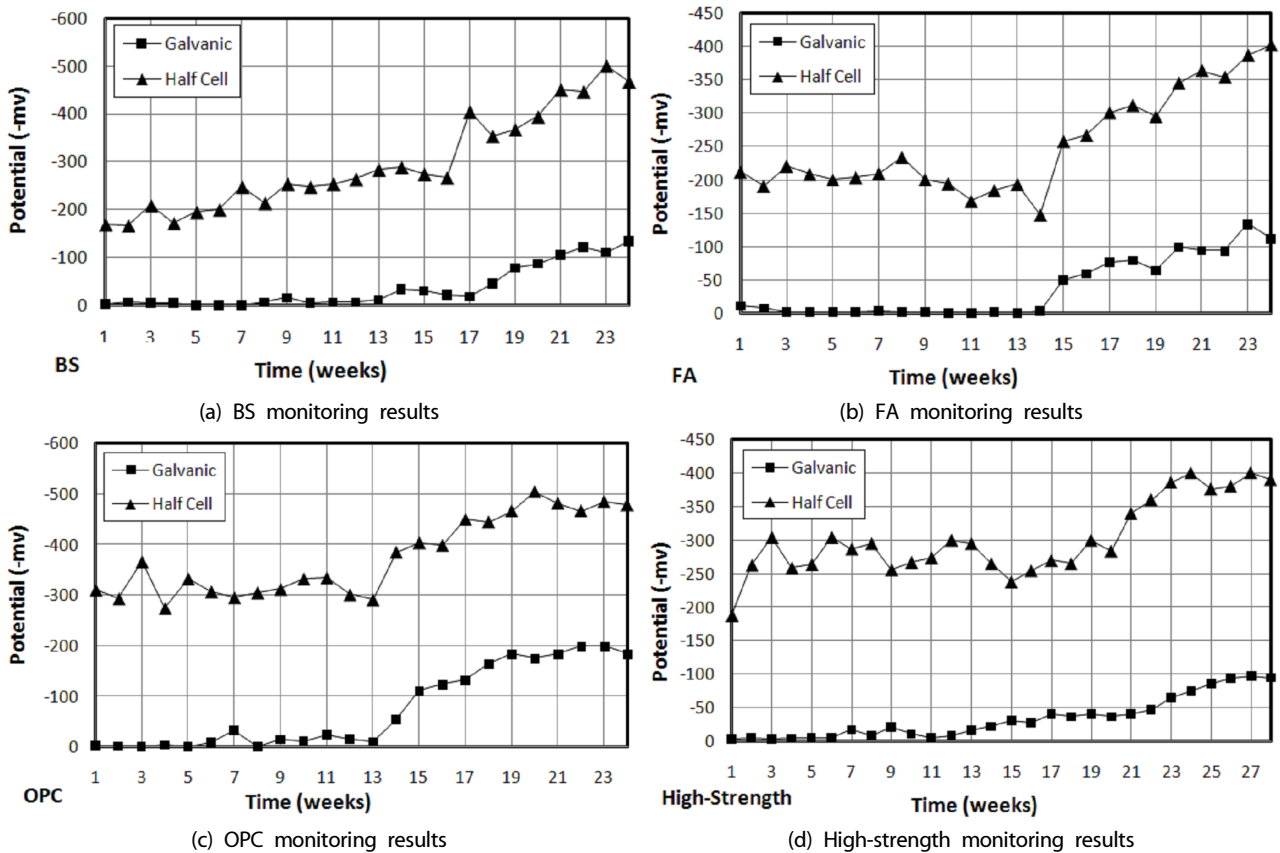 -600
-500
-400
-300
-200
-100
0
Galvanic
Half Cell
Potential (-mv)
1 3 5 7 9 11 13 15 17 19 21 23
BS
Time (weeks)
(a) BS monitoring results
-450
-400
-350
-300
-250
-200
-150
-100
-50
0
Galvanic
Half Cell
Potential (-mv)
1 3 5 7 9 11 13 15 17 19 21 23
FA
Time (weeks)
(b) FA monitoring results
-600
-500
-400
-300
-200
-100
0
Galvanic
Half Cell
Potential (-mv)
1 3 5 7 9 11 13 15 17 19 21 23
OPC
Time (weeks)
(c) OPC monitoring results
-450
-400
-350
-300
-250
-200
-150
-100
-50
0
Galvanic
Half Cell
Potential (-mv)
1 3 5 7 9 11 13 15 17 19 21 23 25 27
High-Strength
Time (weeks)
(d) High-strength monitoring results